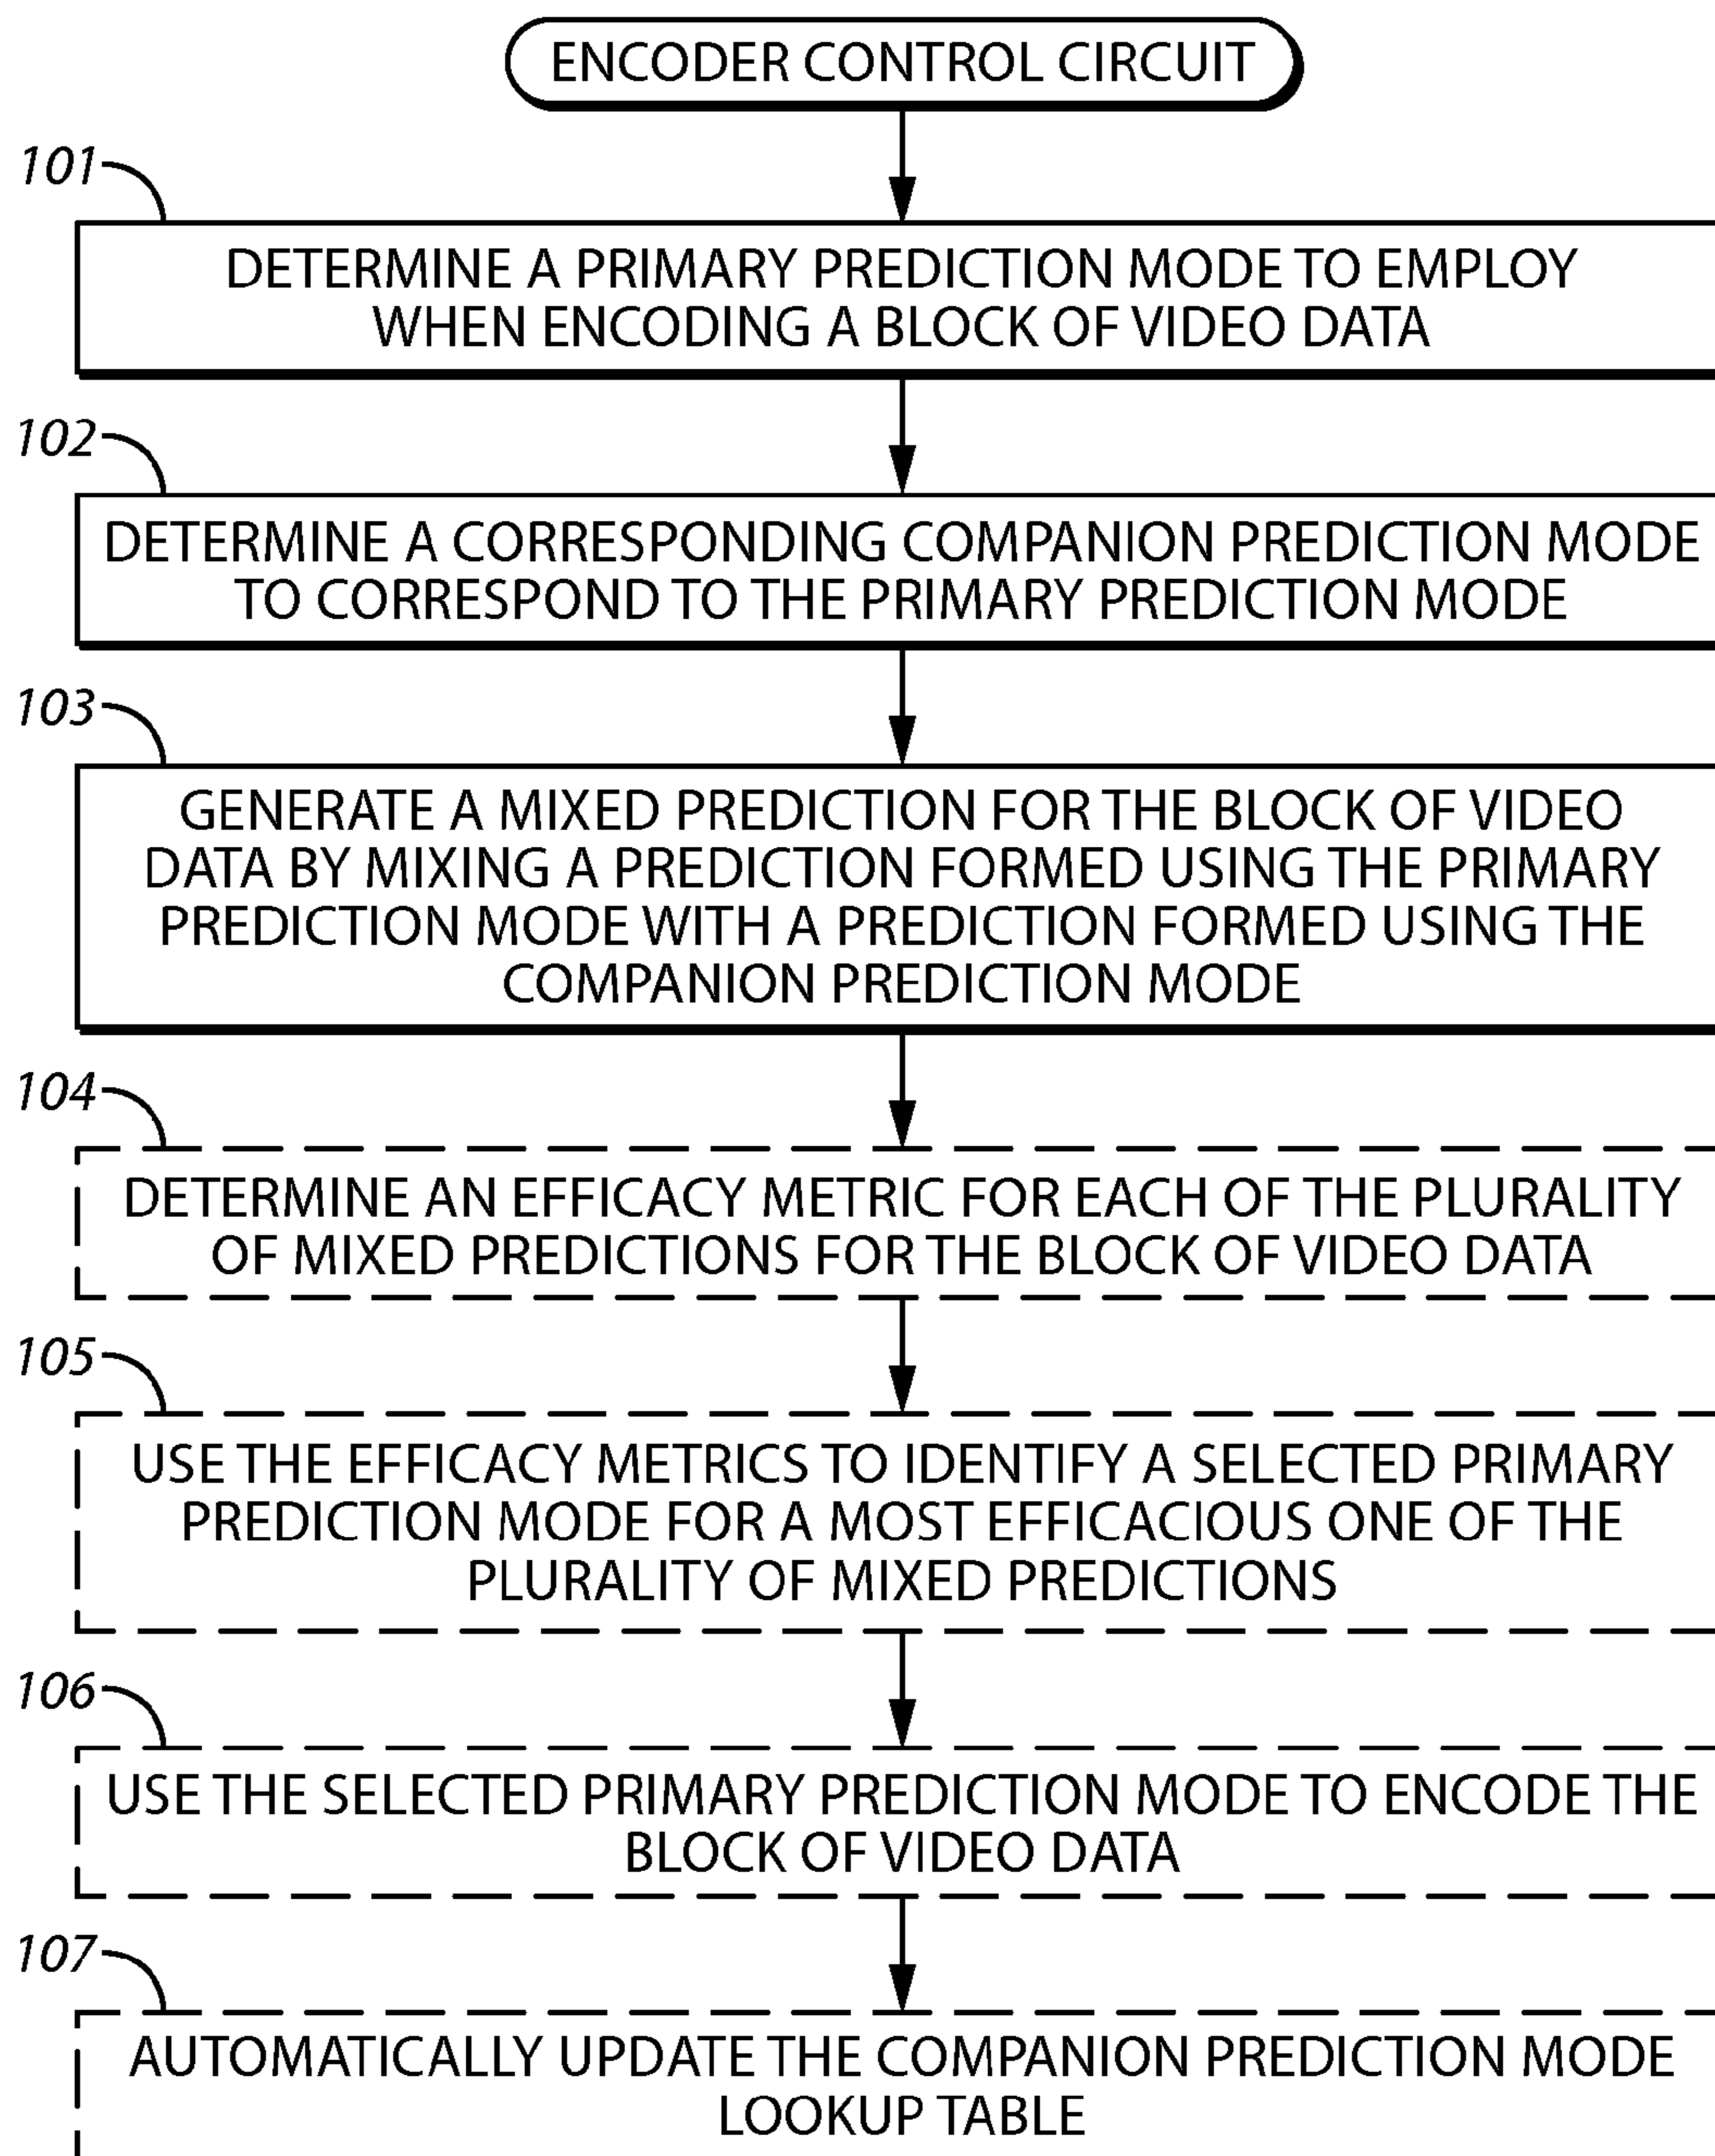 ENCODER CONTROL CIRCUIT
101
DETERMINE A PRIMARY PREDICTION MODE TO EMPLOY
WHEN ENCODING A BLOCK OF VIDEO DATA
102
DETERMINE A CORRESPONDING COMPANION PREDICTION MODE
TO CORRESPOND TO THE PRIMARY PREDICTION MODE
103
GENERATE A MIXED PREDICTION FOR THE BLOCK OF VIDEO
DATA BY MIXING A PREDICTION FORMED USING THE PRIMARY
PREDICTION MODE WITH A PREDICTION FORMED USING THE
COMPANION PREDICTION MODE
104
DETERMINE AN EFFICACY METRIC FOR EACH OF THE PLURALITY
OF MIXED PREDICTIONS FOR THE BLOCK OF VIDEO DATA
105
USE THE EFFICACY METRICS TO IDENTIFY A SELECTED PRIMARY
PREDICTION MODE FOR A MOST EFFICACIOUS ONE OF THE
PLURALITY OF MIXED PREDICTIONS
106
USE THE SELECTED PRIMARY PREDICTION MODE TO ENCODE THE
BLOCK OF VIDEO DATA
107
AUTOMATICALLY UPDATE THE COMPANION PREDICTION MODE
LOOKUP TABLE